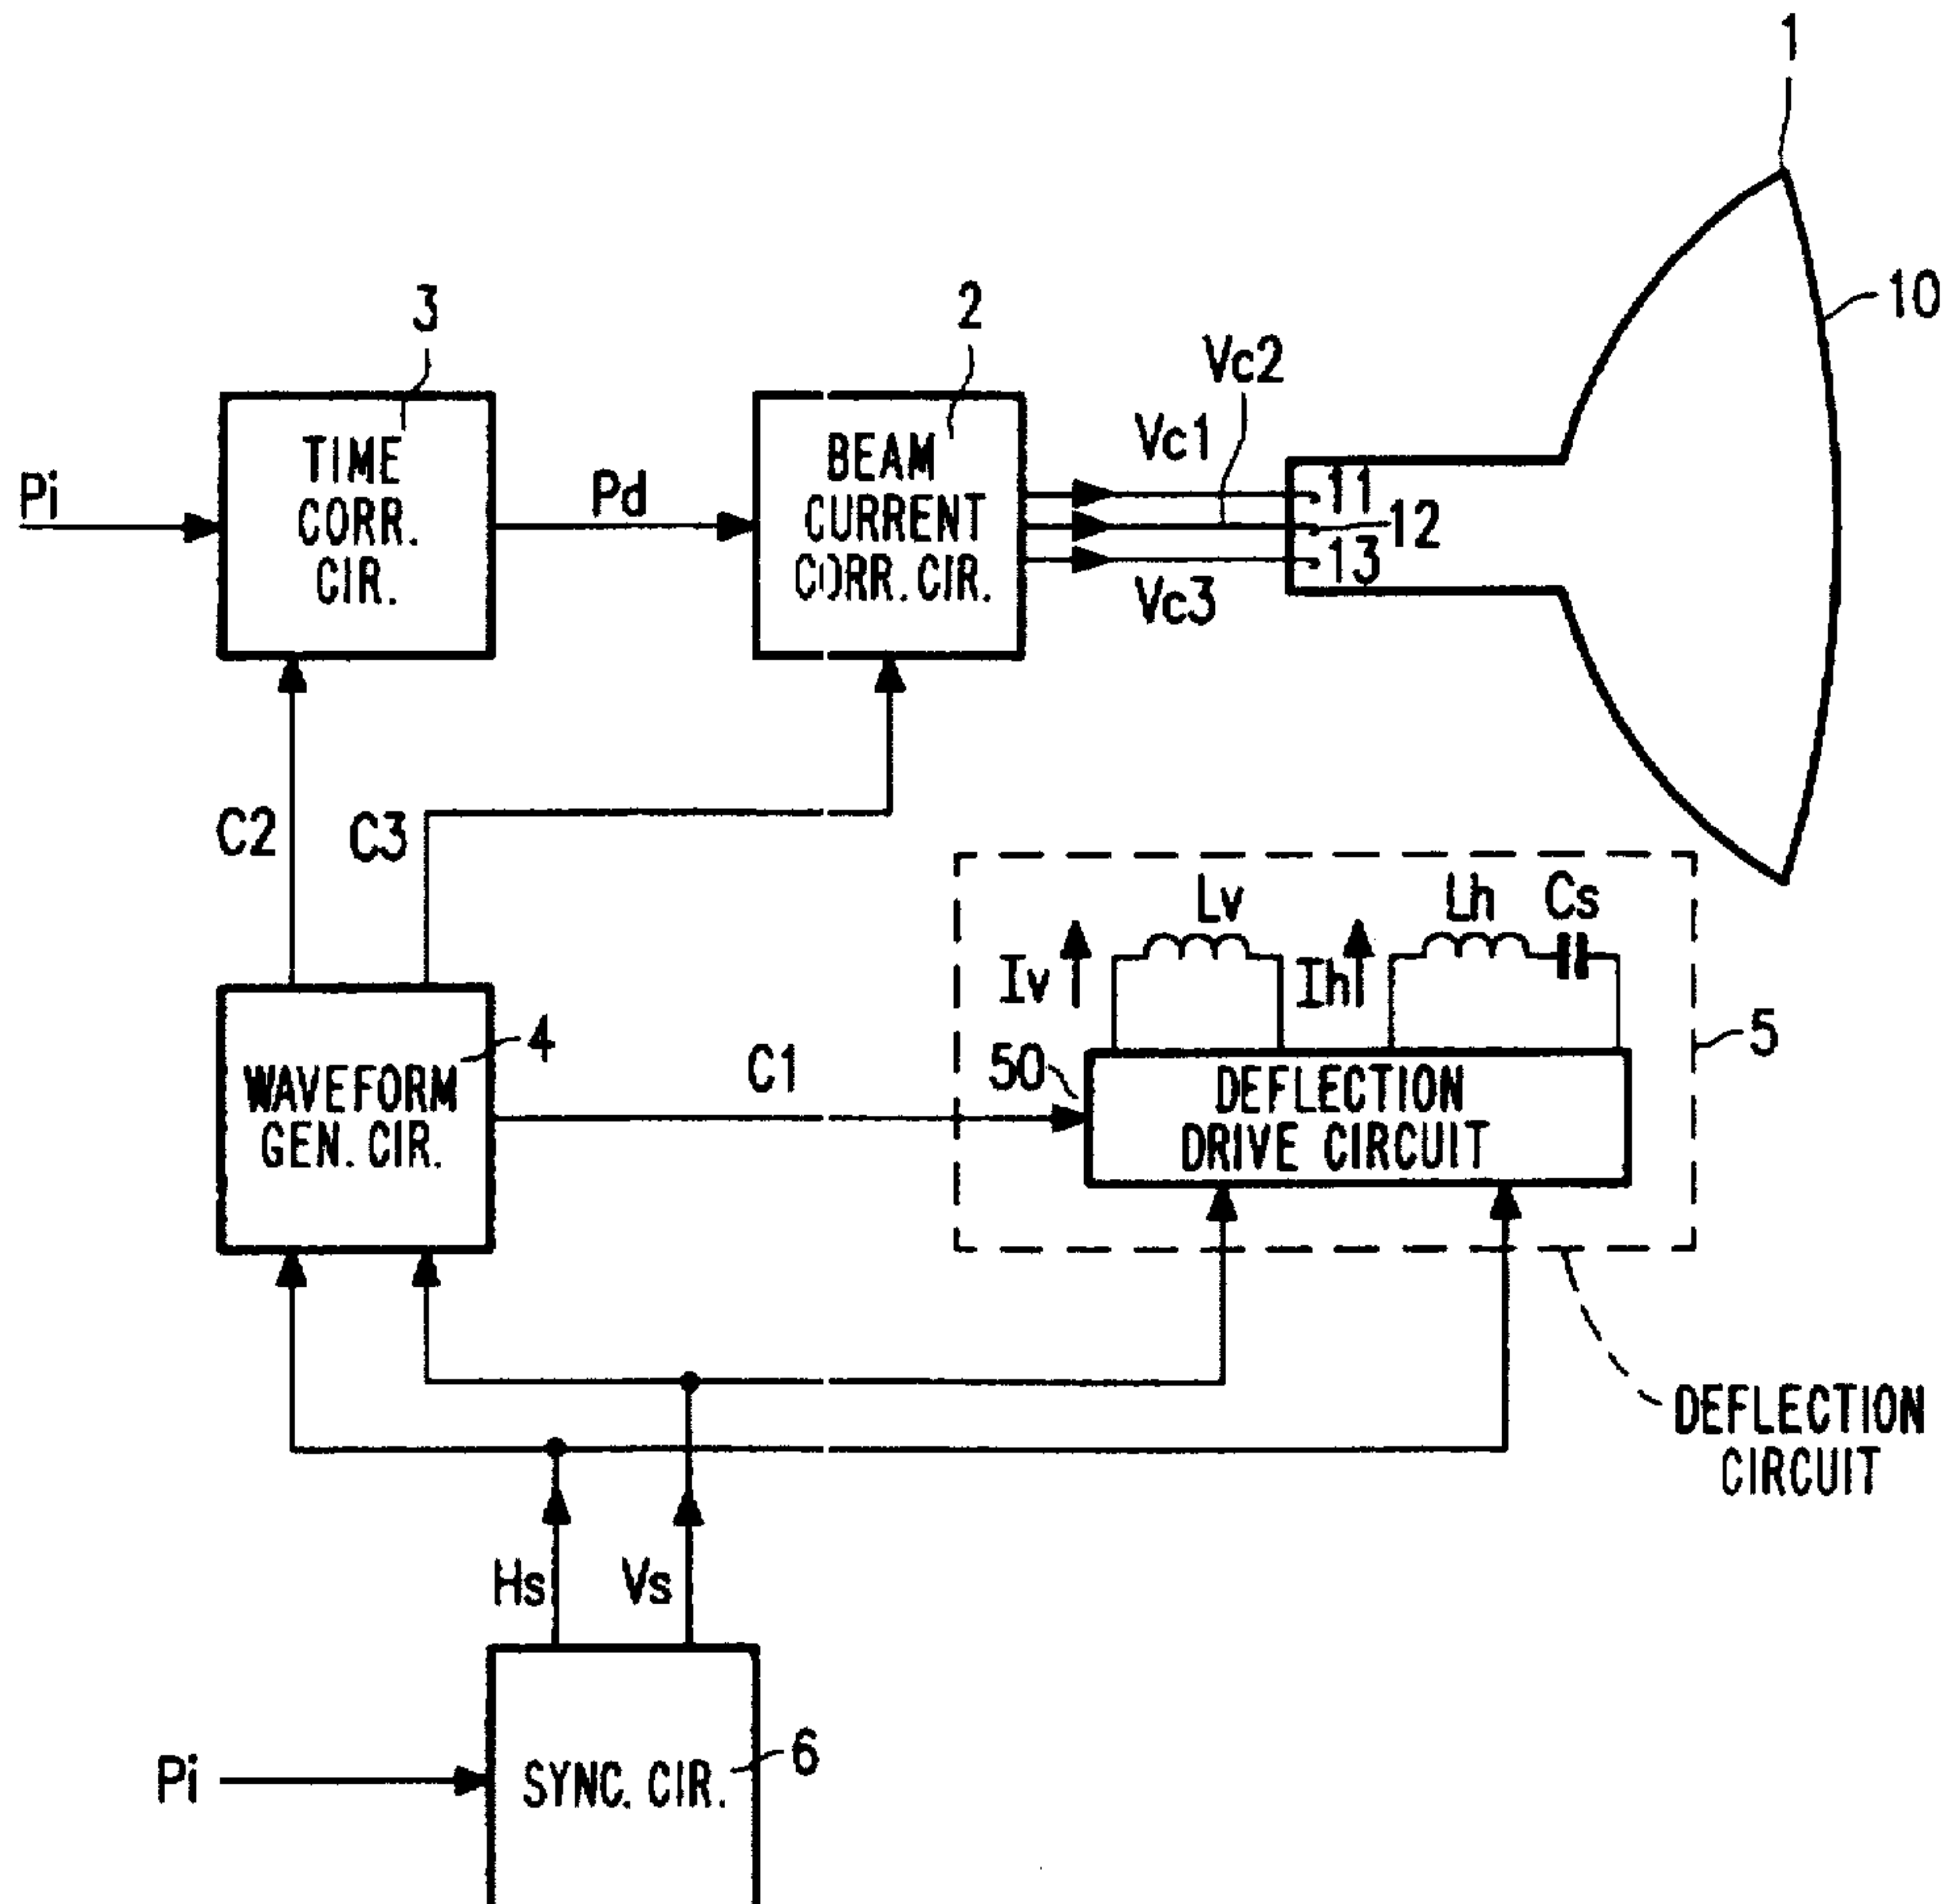 1
10
3
2
Vc2
Vc1
Pi
TIME
CORR.
CIR.
Pd
BEAM
CURRENT
CORR. CIR.
11
12
13
Vc3
C2
C3
Lv
Lh
Cs
Iv
Ih
5
4
WAVEFORM
GEN. CIR.
C1
50
DEFLECTION
DRIVE CIRCUIT
DEFLECTION
CIRCUIT
Hs
Vs
Pi
SYNC. CIR.
6